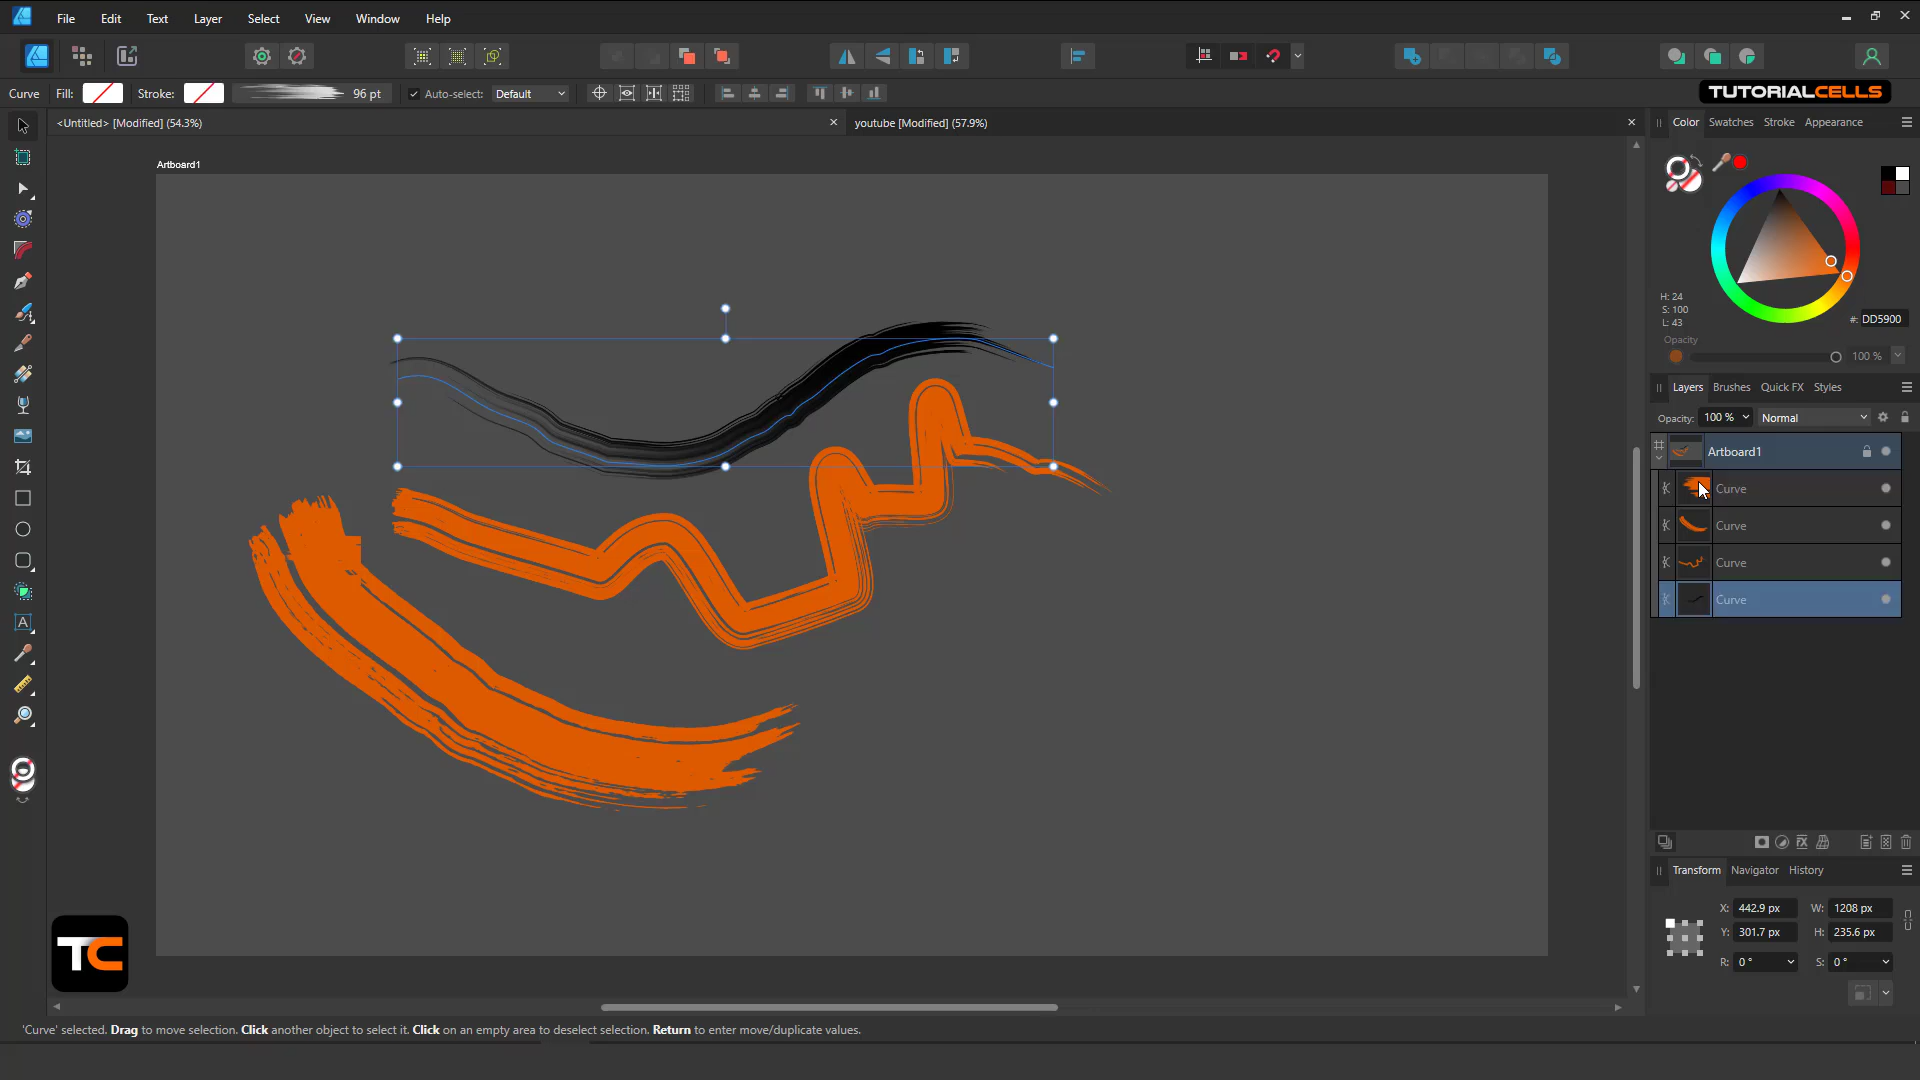 File Edit Text Layer Select View Window Help
Curve Fill: Stroke: 96 pt Auto-select: Default
TUTORIALCELLS
<Untitled> [Modified] (54.3%)
youtube [Modified] (57.9%)
Color Swatches Stroke Appearance
Artboard1
H: 24
S: 100
L: 43
#: DD5900
Opacity
100 %
Layers Brushes Quick FX Styles
Opacity: 100 % Normal
Artboard1
Curve
Curve
Curve
Curve
A
Transform Navigator History
X: 442.9 px W: 1208 px
Y: 301.7 px H: 235.6 px
R: 0 ° S: 0 °
TC
'Curve' selected. Drag to move selection. Click another object to select it. Click on an empty area to deselect selection. Return to enter move/duplicate values.